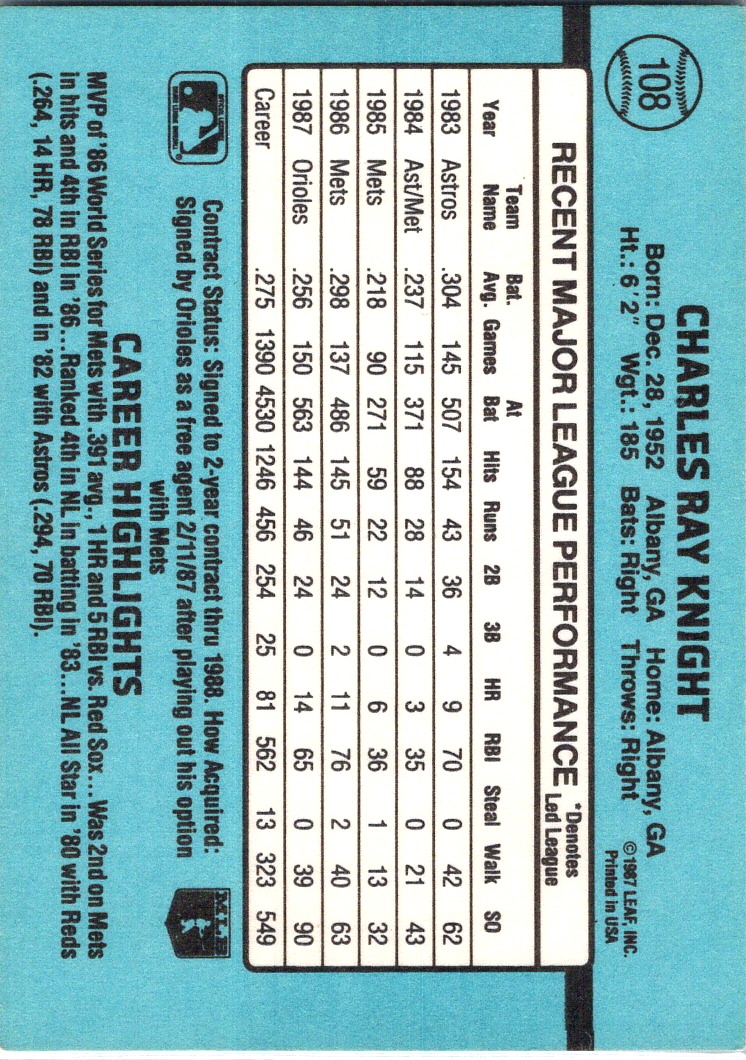 108
CHARLES RAY KNIGHT
Born: Dec. 28, 1952 Albany, GA Home: Albany, GA
Ht.: 6'2" Wgt.: 185 Bats: Right Throws: Right
©1987 LEAF, INC.
Printed in USA
RECENT MAJOR LEAGUE PERFORMANCE *Denotes Led League
Year Team Name Bat. Avg. Games At Bat Hits Runs 2B 3B HR RBI Steal Walk SO
1983 Astros .304 145 507 154 43 36 4 9 70 0 42 62
1984 Ast/Met .237 115 371 88 28 14 0 3 35 0 21 43
1985 Mets .218 90 271 59 22 12 0 6 36 1 13 32
1986 Mets .298 137 486 145 51 24 2 11 76 2 40 63
1987 Orioles .256 150 563 144 46 24 0 14 65 0 39 90
Career .275 1390 4530 1246 456 254 25 81 562 13 323 549
Contract Status: Signed to 2-year contract thru 1988. How Acquired:
Signed by Orioles as a free agent 2/11/87 after playing out his option
with Mets
MLB
CAREER HIGHLIGHTS
MVP of '86 World Series for Mets with .391 avg., 1 HR and 5 RBI vs. Red Sox... Was 2nd on Mets
in hits and 4th in RBI in '86... Ranked 4th in NL in batting in '83... NL All Star in '80 with Reds
(.264, 14 HR, 78 RBI) and in '82 with Astros (.294, 70 RBI).